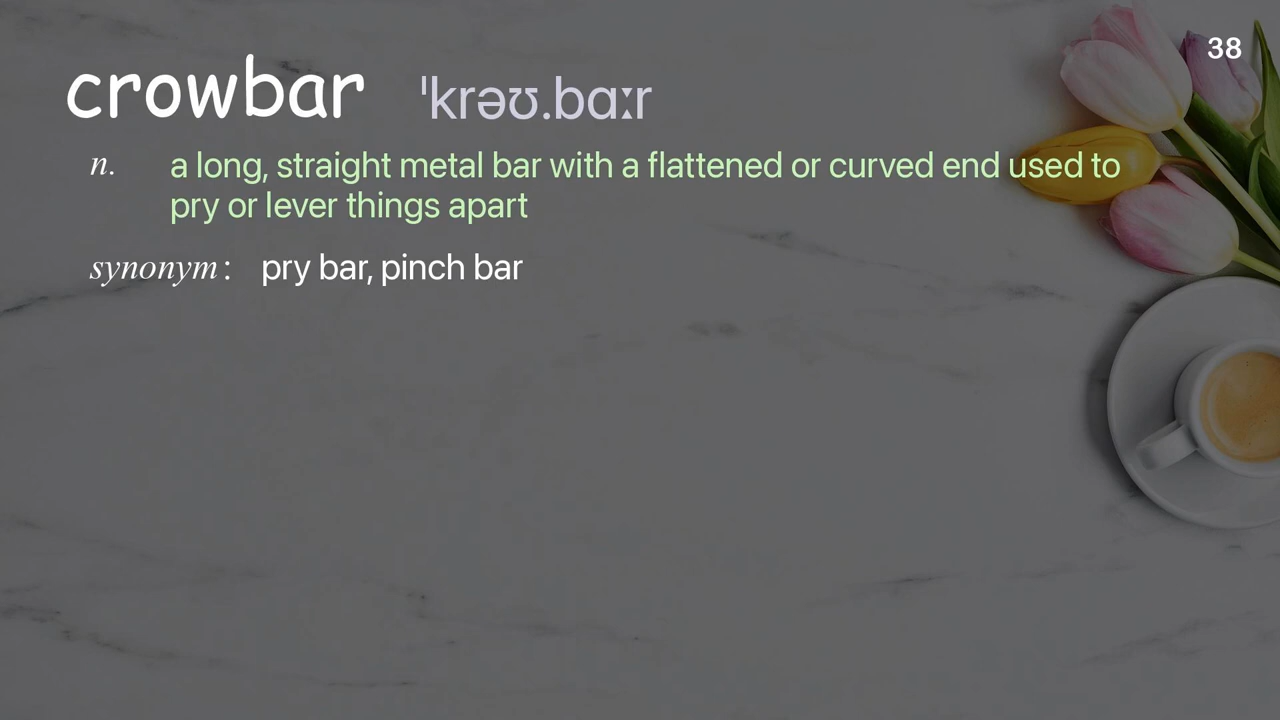 38
crowbar ˈkrəʊ.bɑːr
n. a long, straight metal bar with a flattened or curved end used to
pry or lever things apart
synonym: pry bar, pinch bar